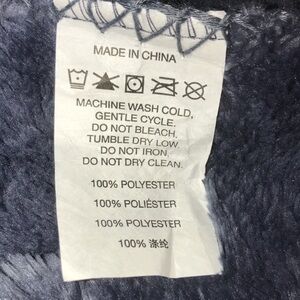 MADE IN CHINA
MACHINE WASH COLD,
GENTLE CYCLE.
DO NOT BLEACH.
TUMBLE DRY LOW.
DO NOT IRON,
DO NOT DRY CLEAN.
100% POLYESTER
100% POLIÉSTER
100% POLYESTER
100% 涤纶